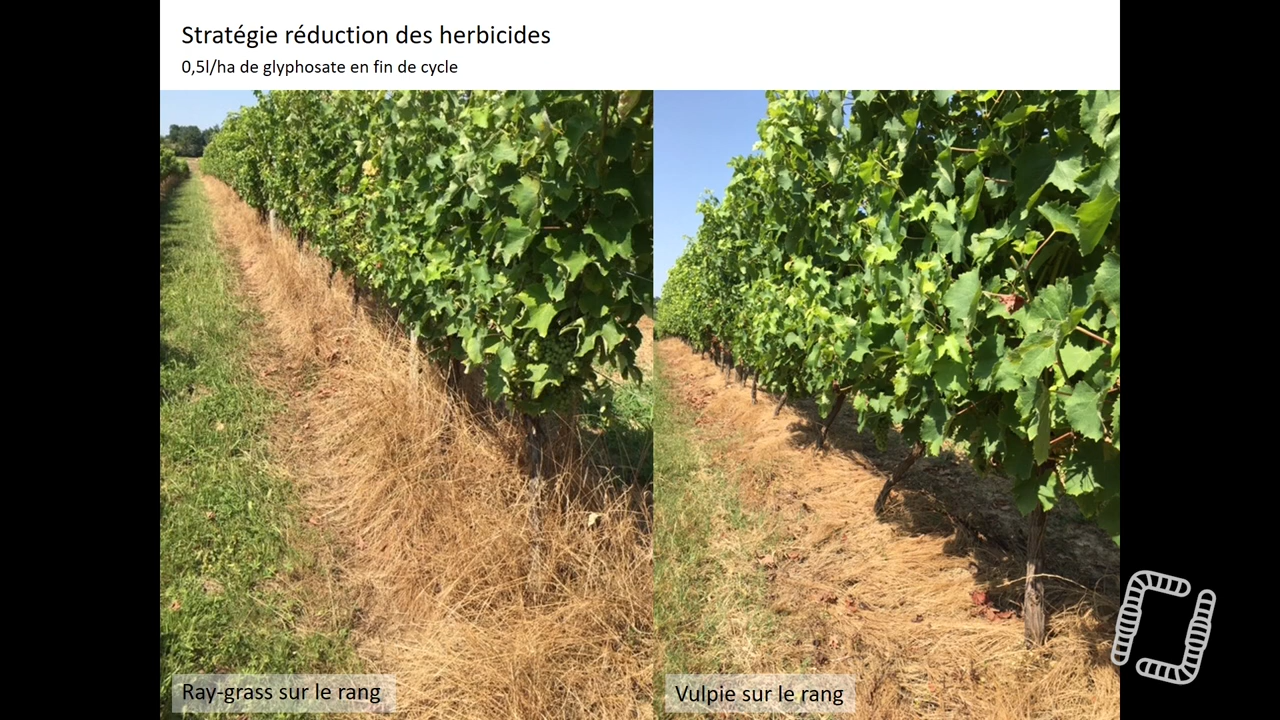 Stratégie réduction des herbicides
0,5l/ha de glyphosate en fin de cycle
Ray-grass sur le rang
Vulpie sur le rang